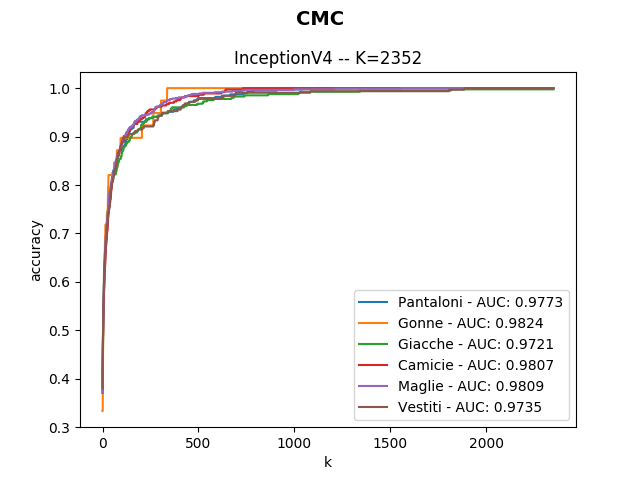 CMC
InceptionV4 -- K=2352
1.0
0.9
0.8
0.7
0.6
0.5
0.4
0.3
accuracy
0
500
1000
1500
2000
k
Pantaloni - AUC: 0.9773
Gonne - AUC: 0.9824
Giacche - AUC: 0.9721
Camicie - AUC: 0.9807
Maglie - AUC: 0.9809
Vestiti - AUC: 0.9735